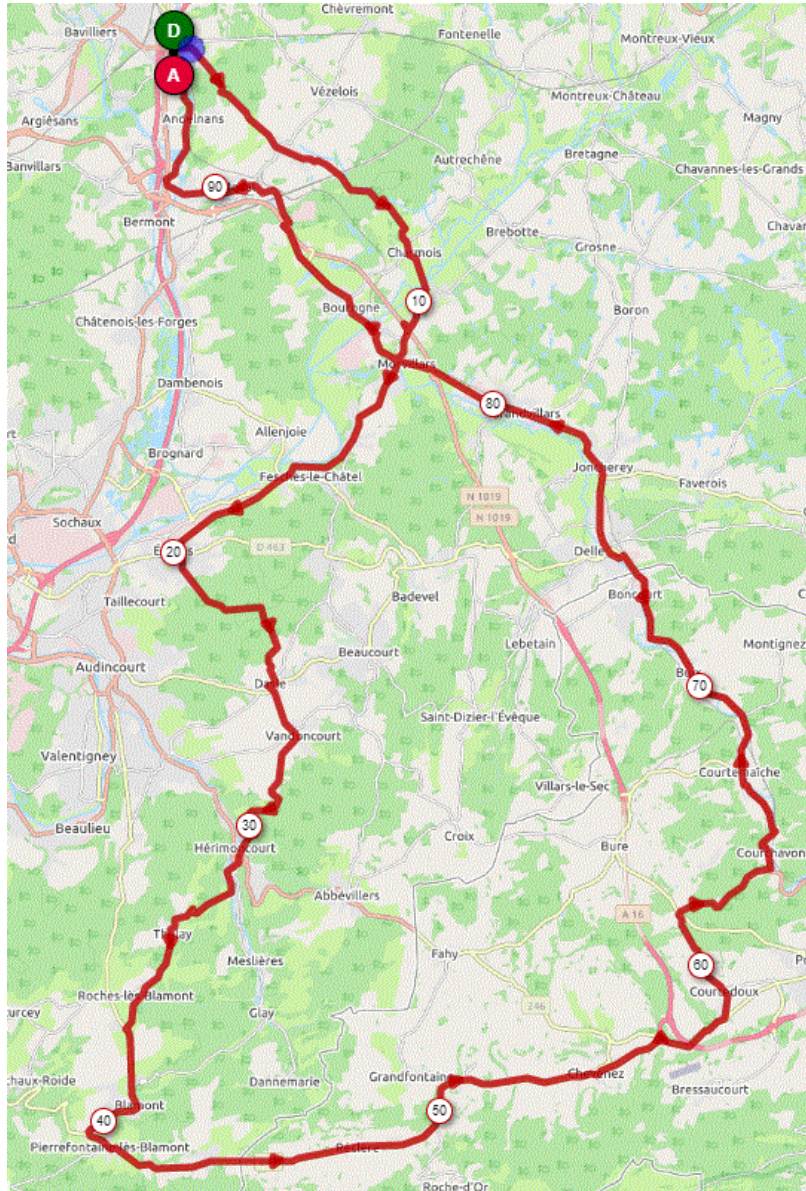 Chèvremont
D
Bavilliers
Fontenelle
Montreux-Vieux
A
Vézelois
Montreux-Château
Argiésans
Andelnans
Magny
Autrechêne
Bretagne
Banvillars
Chavannes-les-Grands
90
Bermont
Brebotte
Grosne
Charmois
10
Bourogne
Boron
Châtenois-les-Forges
Morvillars
Dambenois
80
Grandvillars
Allenjoie
Brognard
Joncherey
Fesches-le-Châtel
Faverois
N 1019
Sochaux
N 1019
20
D 463
Delle
Badevel
Boncourt
Taillecourt
Lebetain
Beaucourt
Montignez
Audincourt
Dasle
70
Saint-Dizier-l'Évêque
Vandoncourt
Valentigney
Courtemaîche
Villars-le-Sec
30
Beaulieu
Croix
Bure
Hérimoncourt
Courchavon
Abbévillers
A 16
Thulay
Fahy
Meslières
60
Roches-lès-Blamont
Courtedoux
246
Glay
Chevenez
Dannemarie
Grandfontaine
Bressaucourt
Blamont
50
40
Pierrefontaine-lès-Blamont
Réclère
Roche-d'Or